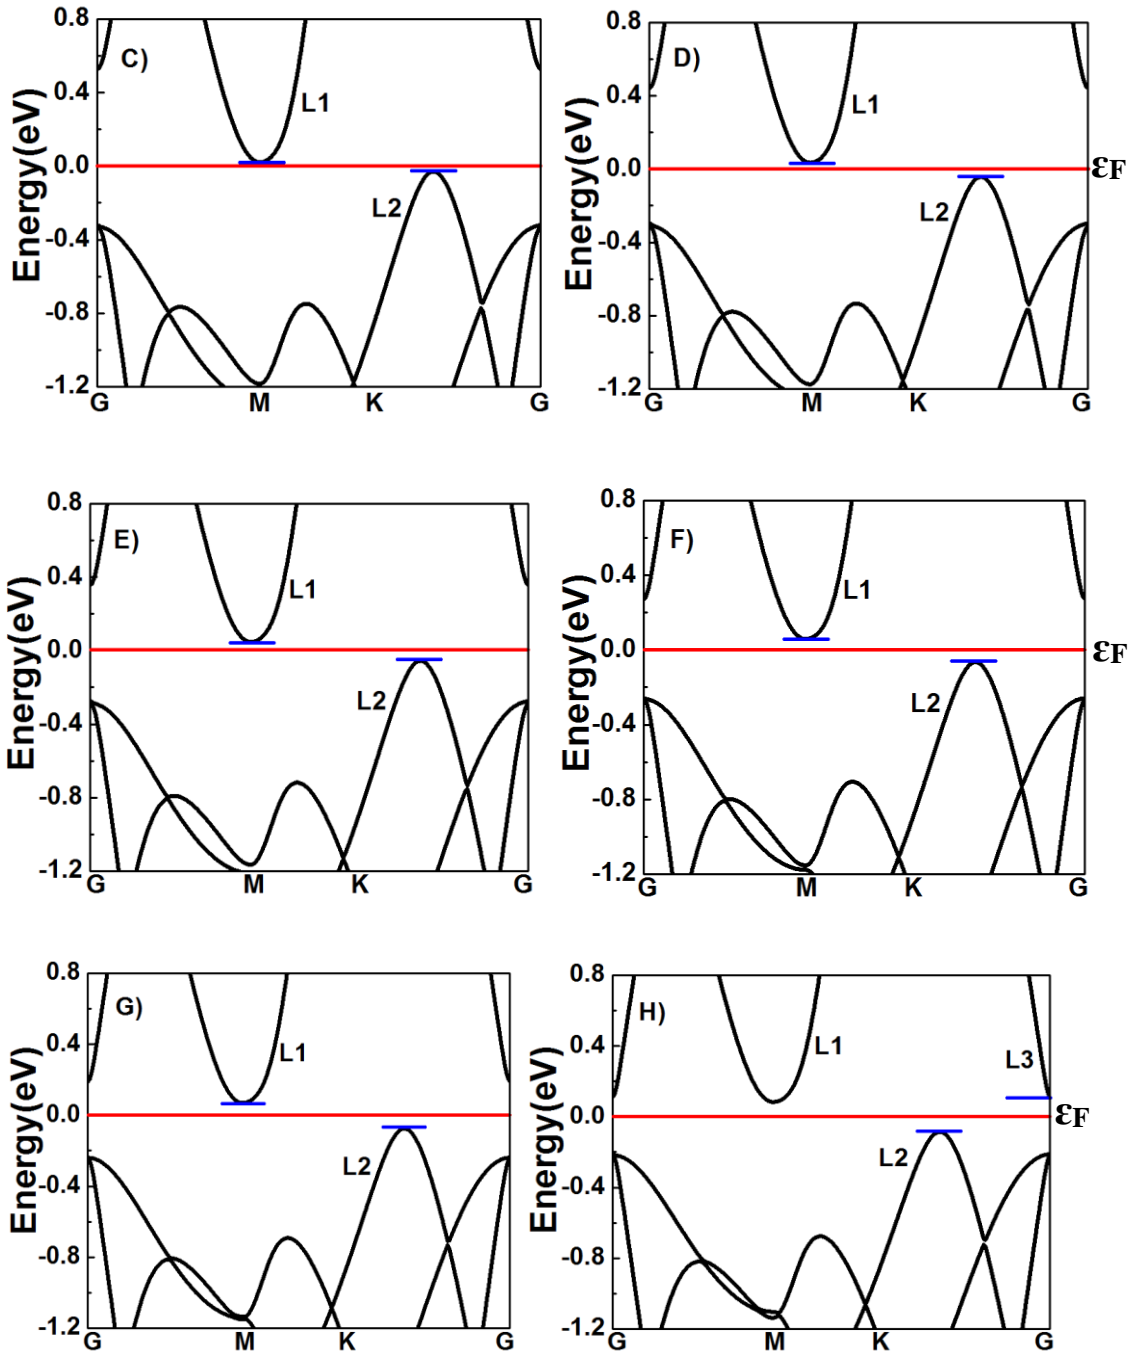 0.8 0.8
C) D)
L1 L1
0.4 0.4
Energy(eV) Energy(eV)
0.0 0.0 εF
L2 L2
-0.4 -0.4
-0.8 -0.8
-1.2 -1.2
G M K G G M K G
0.8 0.8
E) F)
0.4 L1 0.4 L1
Energy(eV) Energy(eV)
0.0 0.0 εF
L2 L2
-0.4 -0.4
-0.8 -0.8
-1.2 -1.2
G M K G G M K G
0.8 0.8
G) H)
0.4 L1 0.4 L1 L3
Energy(eV) Energy(eV)
0.0 0.0 εF
L2 L2
-0.4 -0.4
-0.8 -0.8
-1.2 -1.2
G M K G G M K G